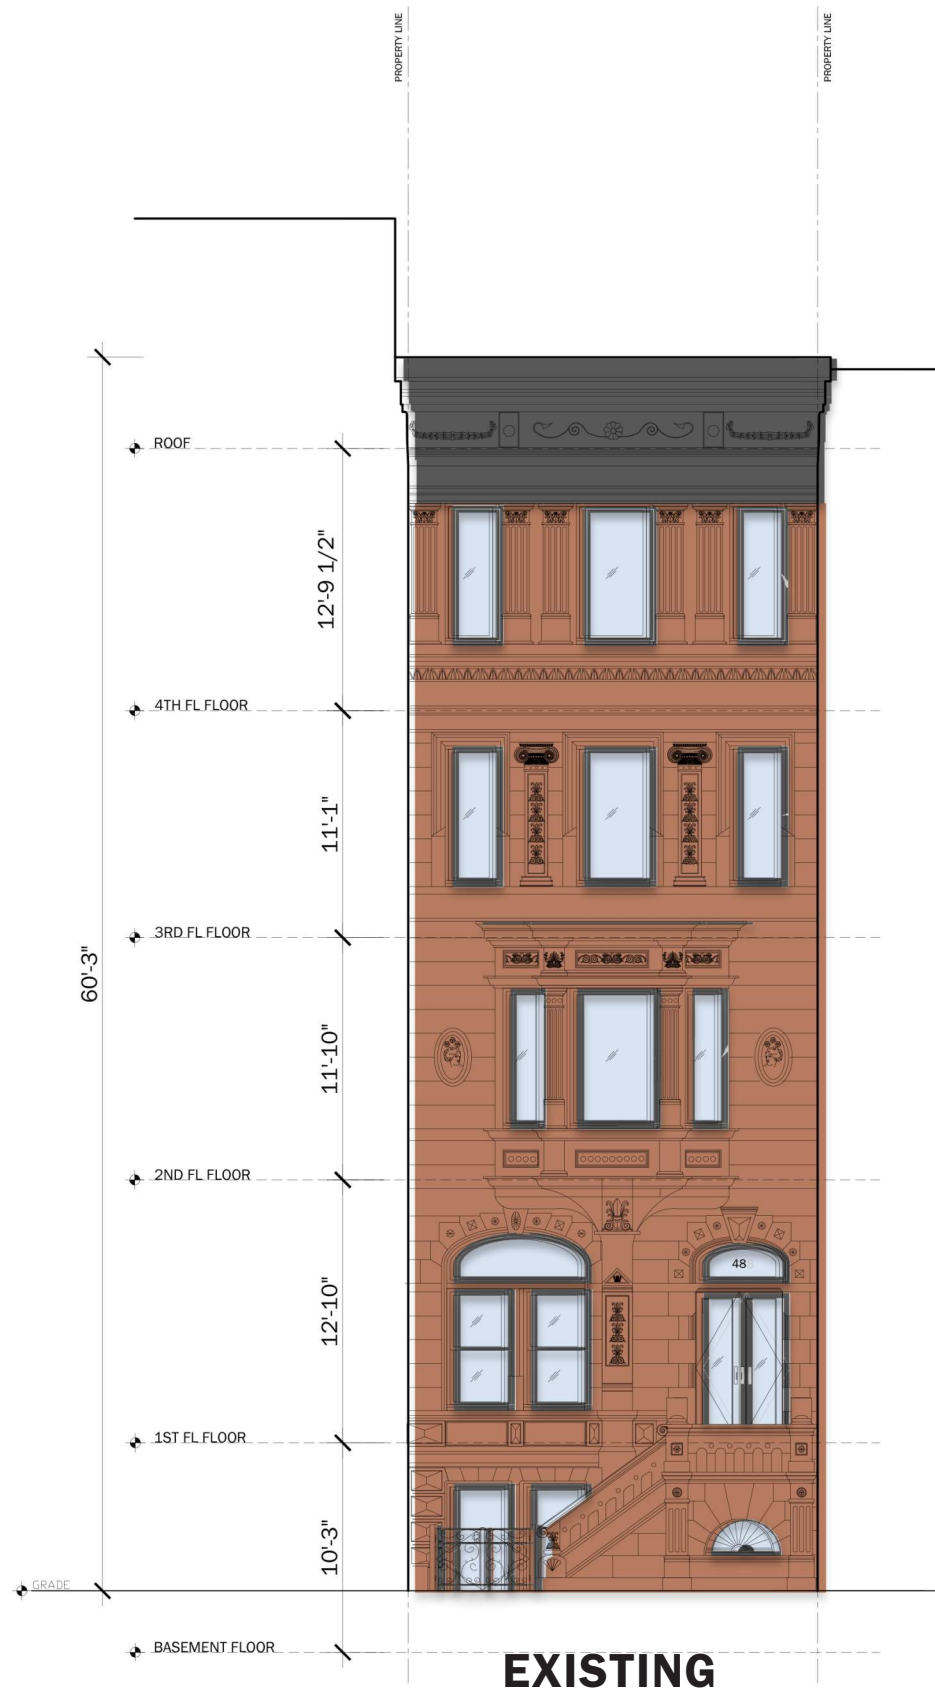 PROPERTY LINE
PROPERTY LINE
ROOF
12'-9 1/2"
4TH FL FLOOR
11'-1"
3RD FL FLOOR
60'-3"
11'-10"
2ND FL FLOOR
48
12'-10"
1ST FL FLOOR
10'-3"
GRADE
BASEMENT FLOOR
EXISTING